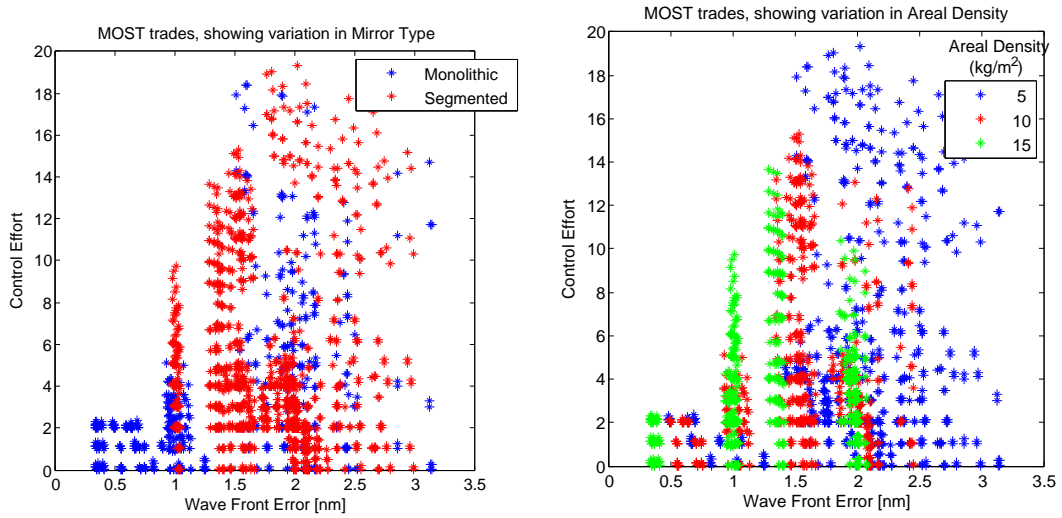 MOST trades, showing variation in Mirror Type
20
18
16
14
12
10
8
6
4
2
0
Control Effort
Monolithic
Segmented
0 0.5 1 1.5 2 2.5 3 3.5
Wave Front Error [nm]
MOST trades, showing variation in Areal Density
20
18
16
14
12
10
8
6
4
2
0
Control Effort
Areal Density
(kg/m²)
5
10
15
0 0.5 1 1.5 2 2.5 3 3.5
Wave Front Error [nm]